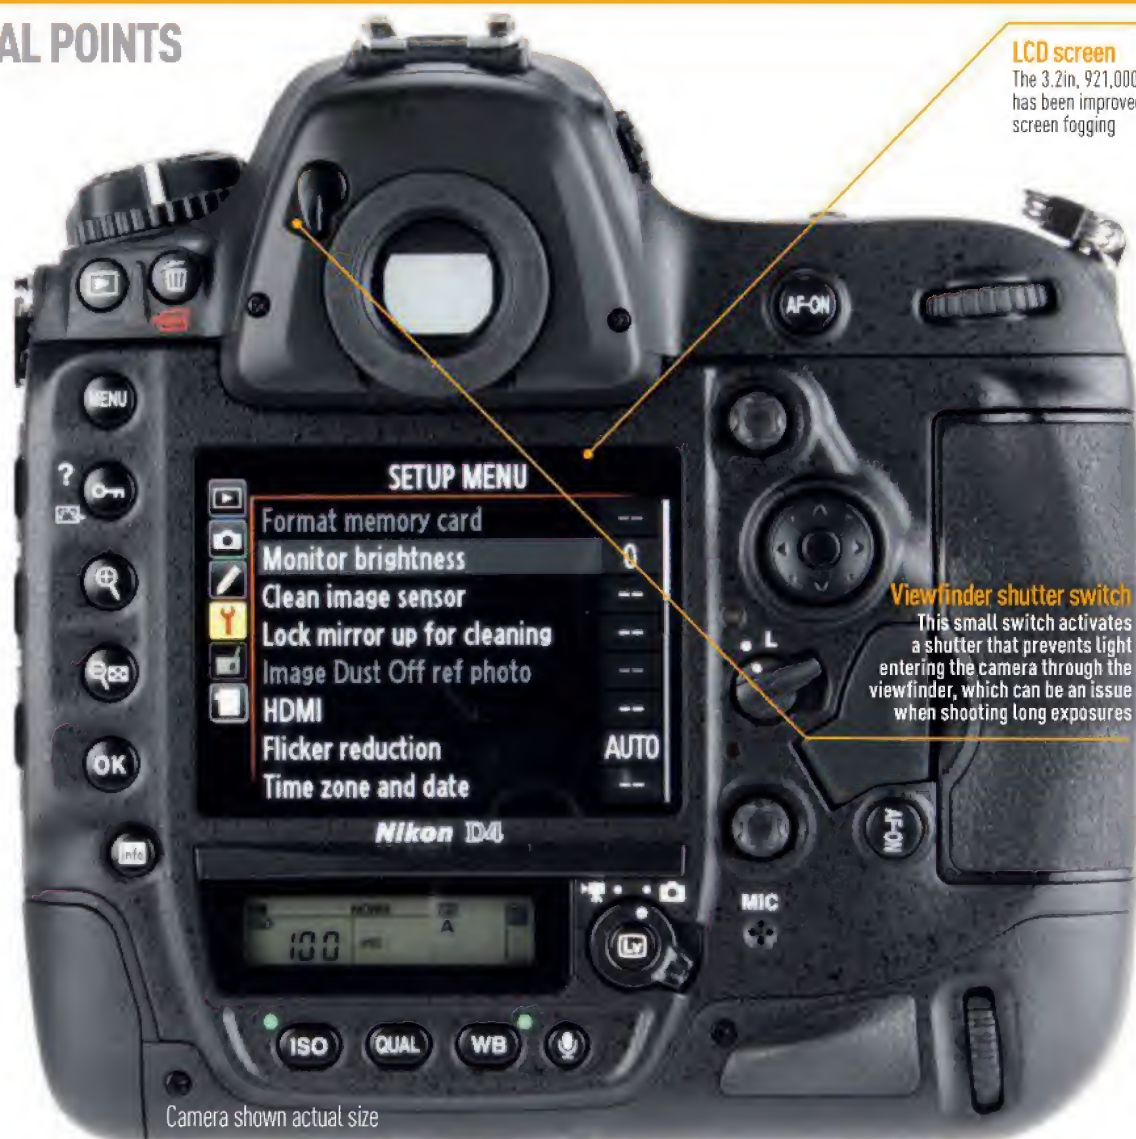 AL POINTS
LCD screen
The 3.2in, 921,000
has been improved
screen fogging
AF-ON
MENU
?
SETUP MENU
Format memory card --
Monitor brightness 0
Clean image sensor --
Lock mirror up for cleaning --
Image Dust Off ref photo --
HDMI --
Flicker reduction AUTO
Time zone and date --
Viewfinder shutter switch
This small switch activates
a shutter that prevents light
entering the camera through the
viewfinder, which can be an issue
when shooting long exposures
L
OK
Nikon D4
info
AF-ON
NORM
A
100
Lv
MIC
ISO QUAL WB
Camera shown actual size